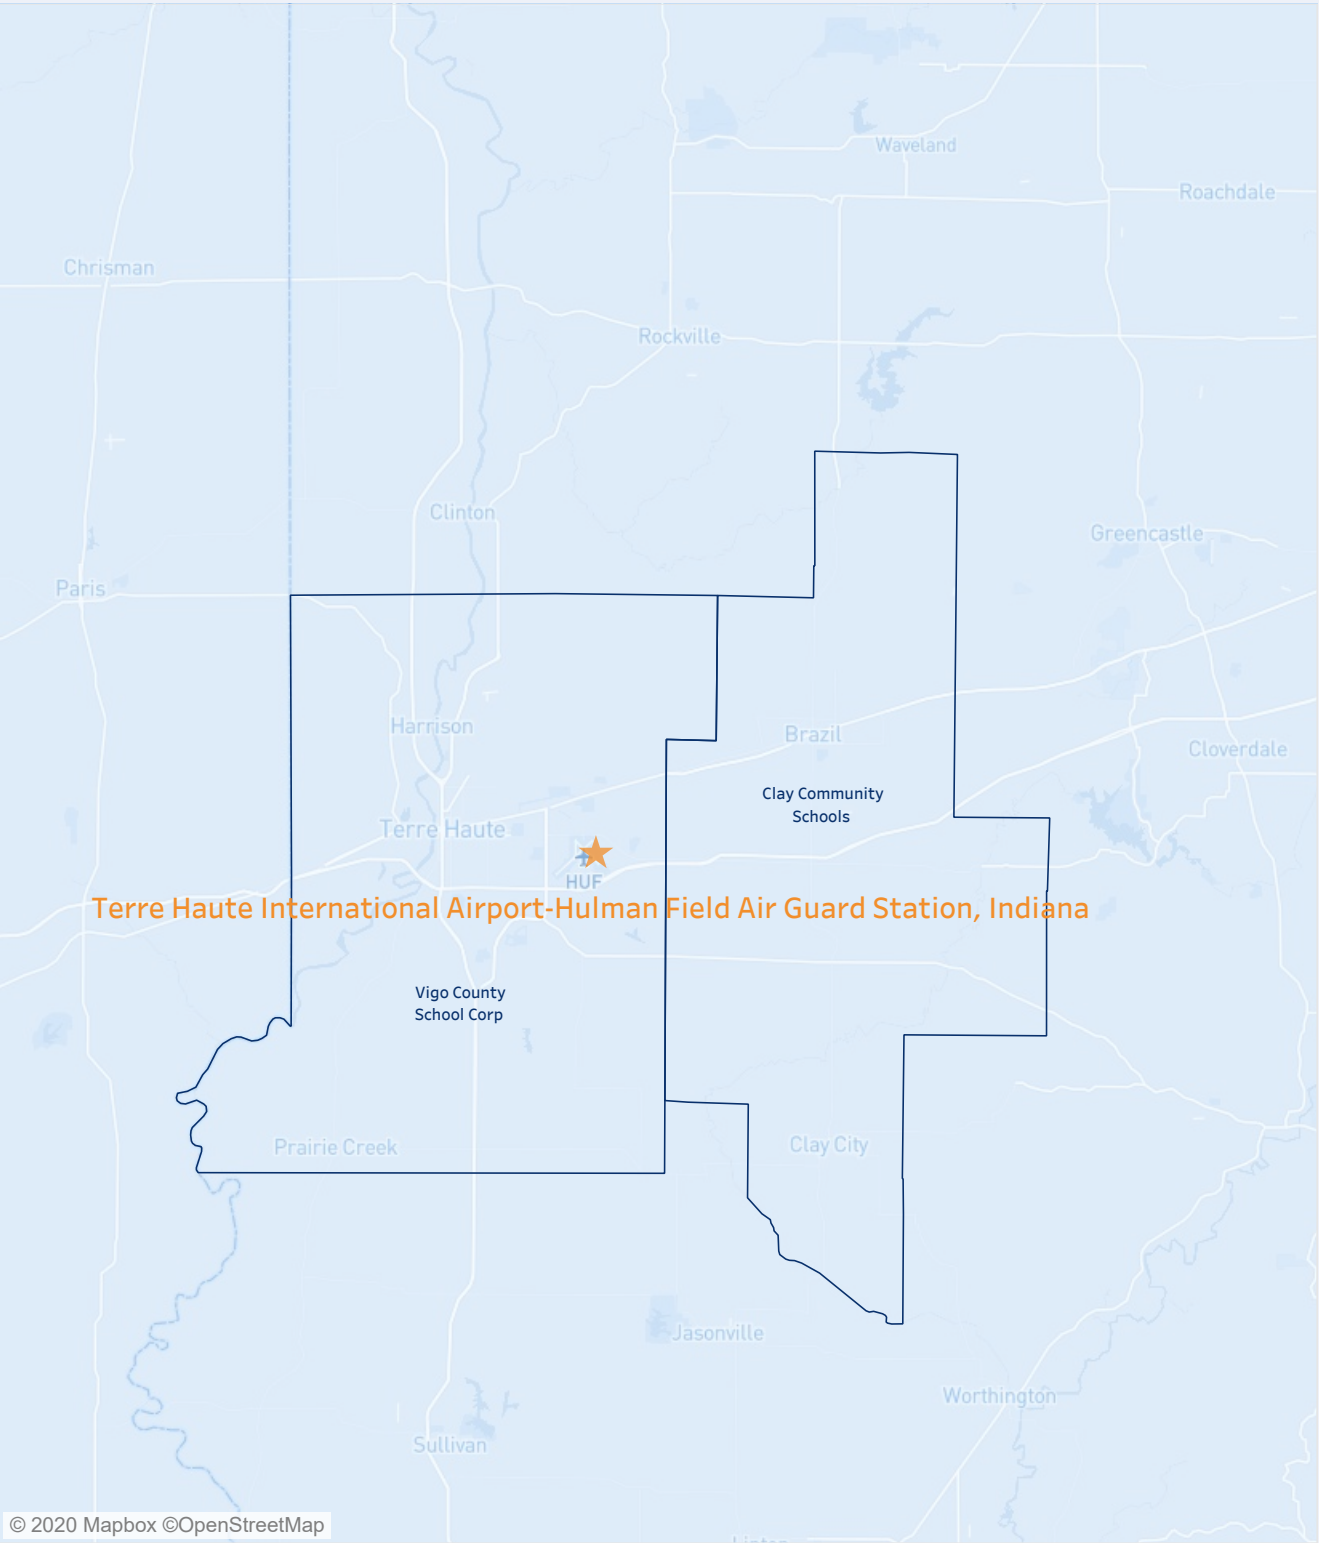 Waveland
Roachdale
Chrisman
Rockville
Clinton
Greencastle
Paris
Harrison
Brazil
Cloverdale
Clay Community
Schools
Terre Haute
HUF
Terre Haute International Airport-Hulman Field Air Guard Station, Indiana
Vigo County
School Corp
Prairie Creek
Clay City
Jasonville
Worthington
Sullivan
© 2020 Mapbox ©OpenStreetMap